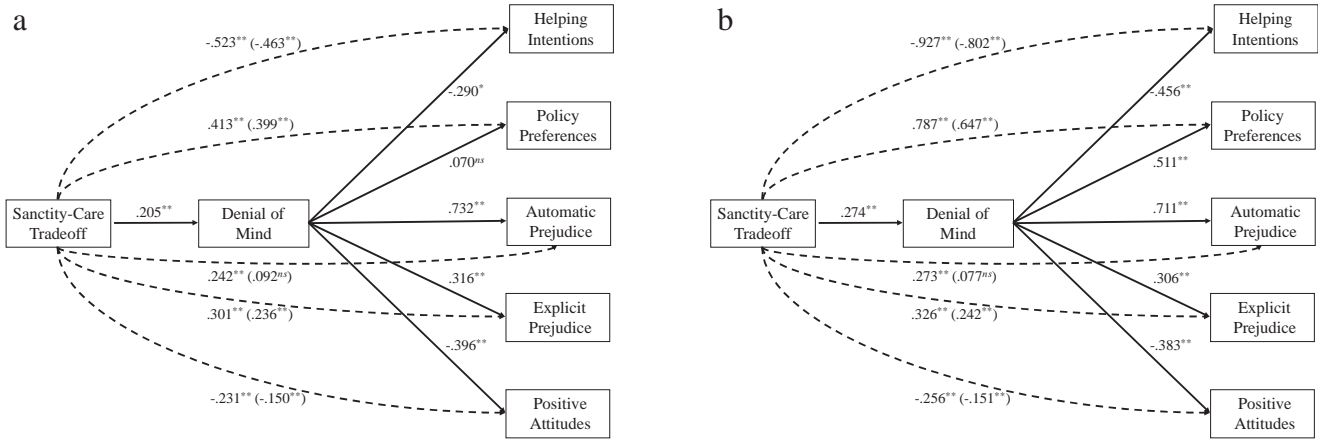 a
Helping
Intentions
-.523** (-.463**)
-.290*
Policy
Preferences
.413** (.399**)
.070ns
Sanctity-Care
Tradeoff
.205**
Denial of
Mind
.732**
Automatic
Prejudice
.242** (.092ns)
.316**
.301** (.236**)
Explicit
Prejudice
-.396**
-.231** (-.150**)
Positive
Attitudes
b
Helping
Intentions
-.927** (-.802**)
-.456**
Policy
Preferences
.787** (.647**)
.511**
Sanctity-Care
Tradeoff
.274**
Denial of
Mind
.711**
Automatic
Prejudice
.273** (.077ns)
.306**
.326** (.242**)
Explicit
Prejudice
-.383**
-.256** (-.151**)
Positive
Attitudes